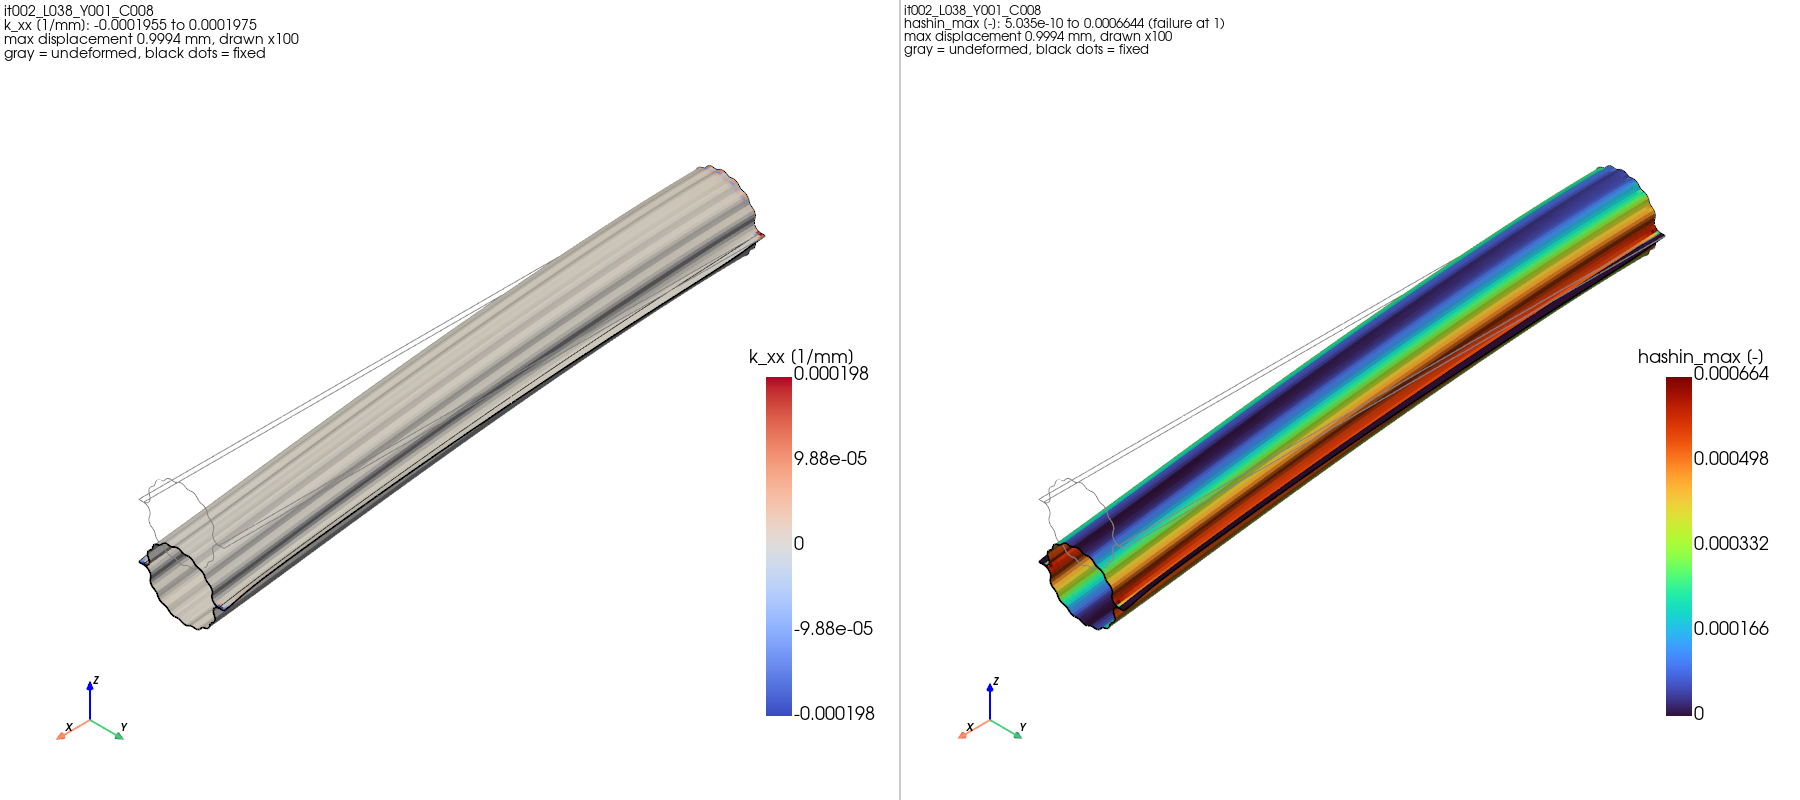 it002_L038_Y001_C008
k_xx [1/mm]: -0.0001955 to 0.0001975
max displacement 0.9994 mm, drawn x100
gray = undeformed, black dots = fixed
k_xx [1/mm]
0.000198
9.88e-05
0
-9.88e-05
-0.000198
Z
X
Y
it002_L038_Y001_C008
hashin_max [-]: 5.035e-10 to 0.0006644 (failure at 1)
max displacement 0.9994 mm, drawn x100
gray = undeformed, black dots = fixed
hashin_max [-]
0.000664
0.000498
0.000332
0.000166
0
Z
X
Y